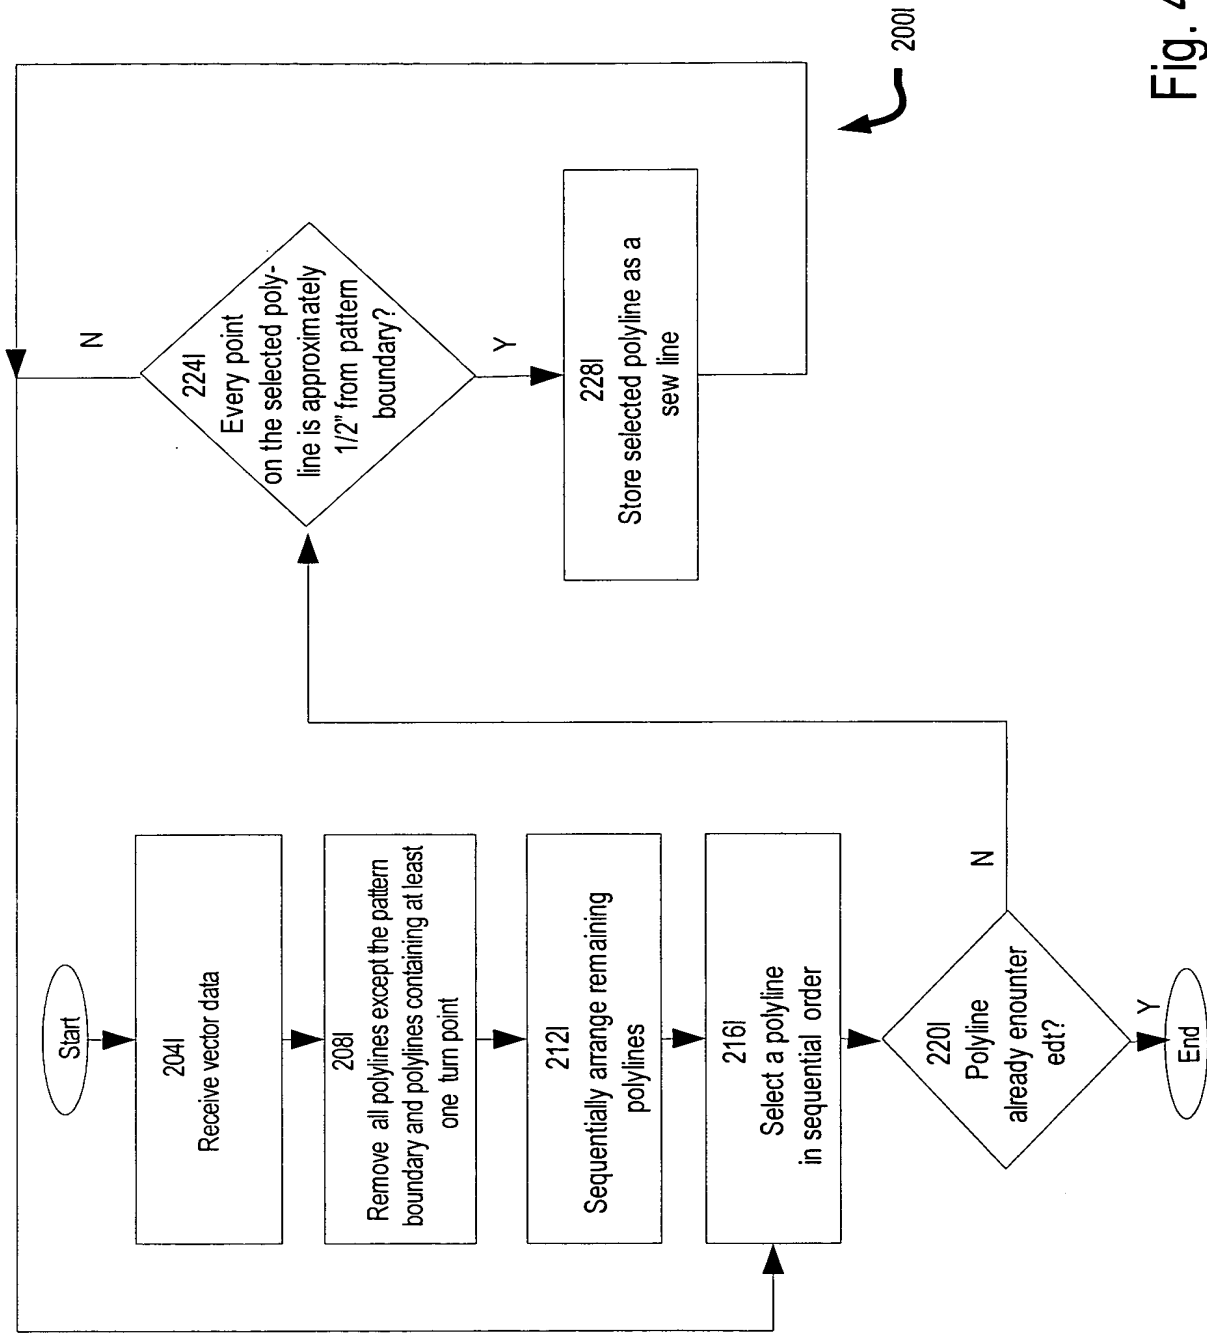 Start
204I
Receive vector data
208I
Remove all polylines except the pattern
boundary and polylines containing at least
one turn point
212I
Sequentially arrange remaining
polylines
216I
Select a polyline
in sequential order
220I
Polyline
already enounter
edt?
Y
End
N
224I
Every point
on the selected poly-
line is approximately
1/2" from pattern
boundary?
N
Y
228I
Store selected polyline as a
sew line
200I
Fig.